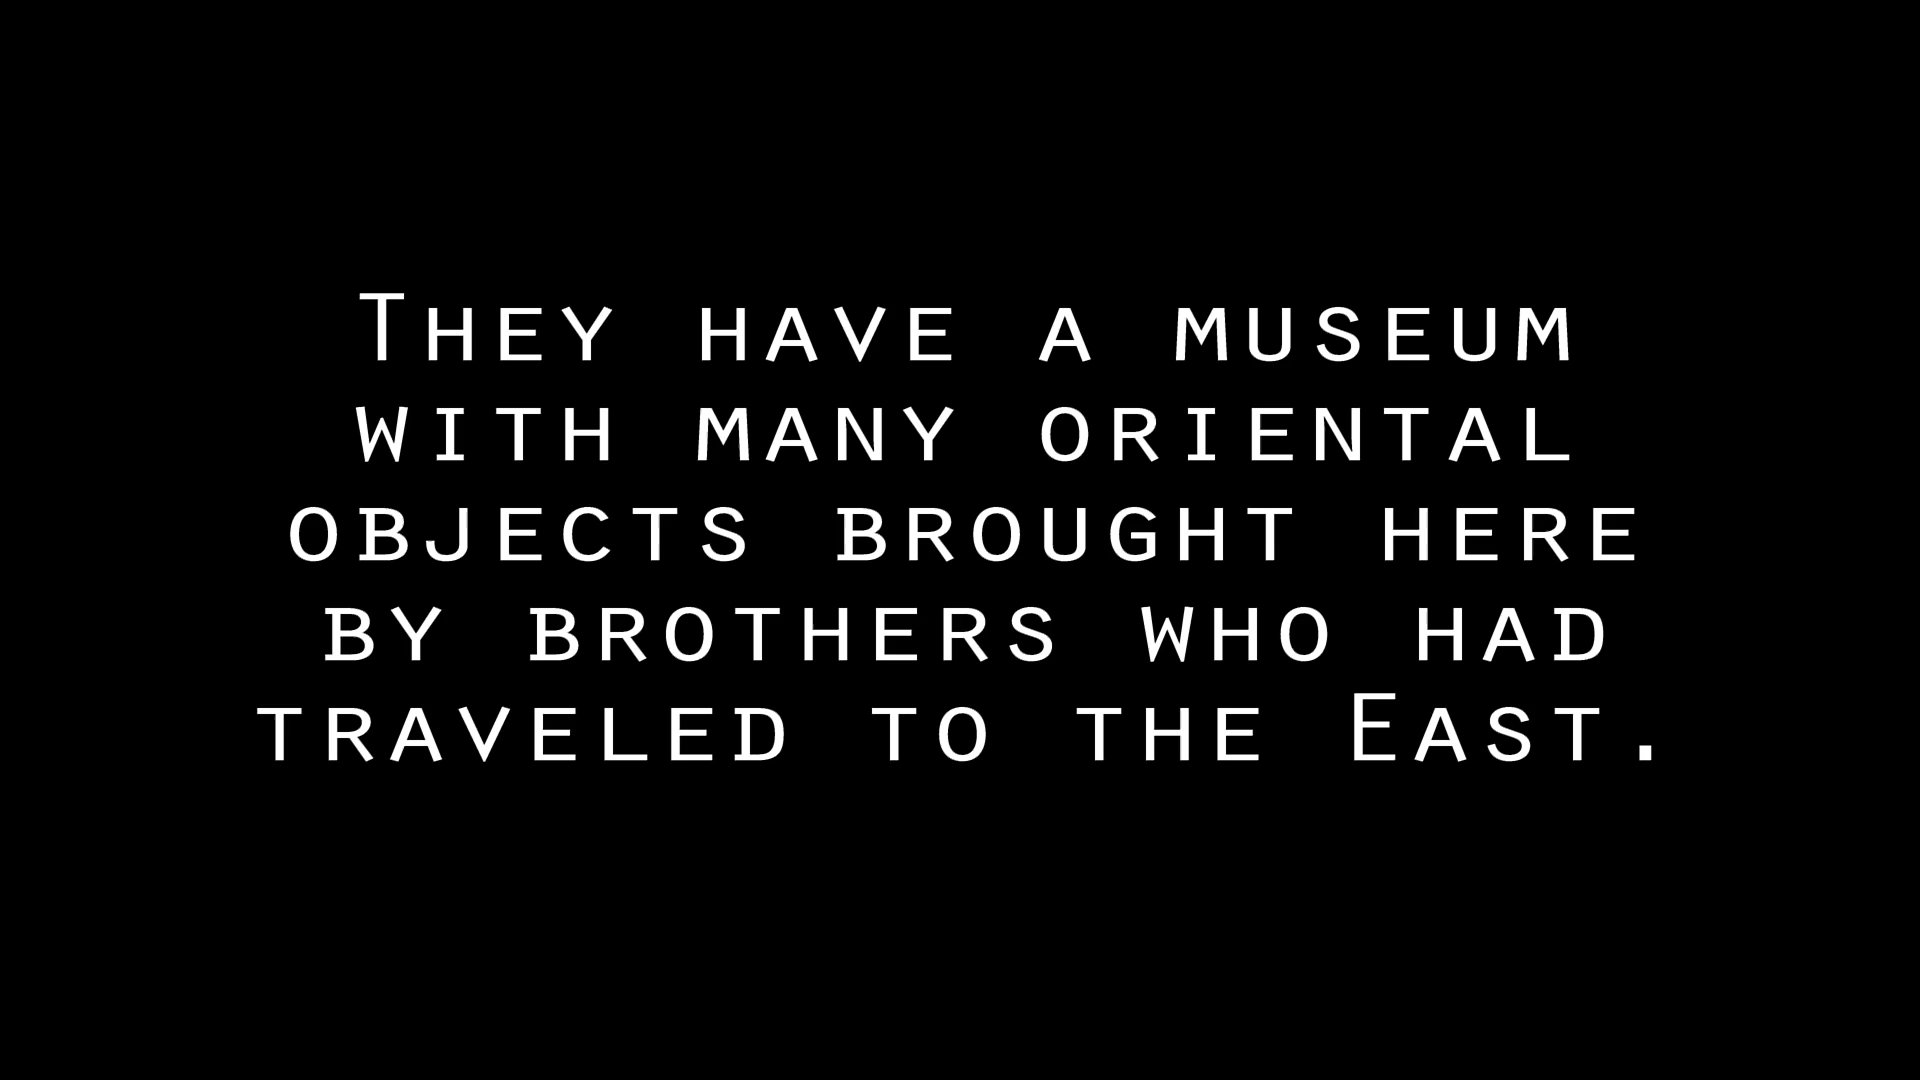 They have a museum
with many oriental
objects brought here
by brothers who had
traveled to the East.